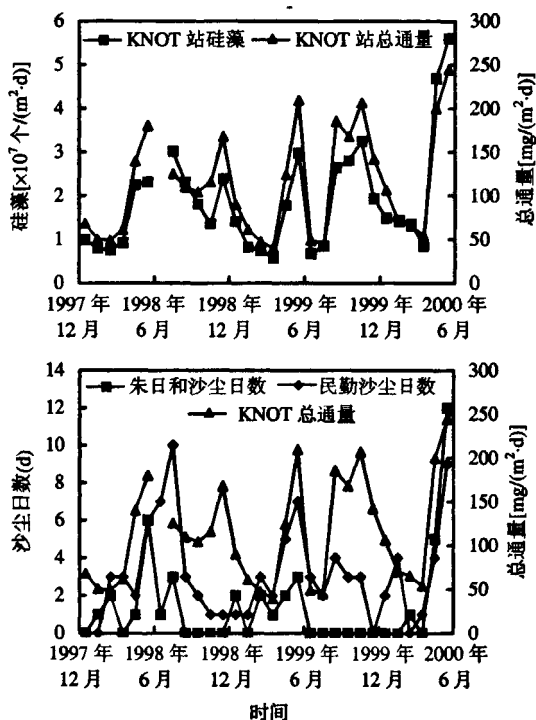 KNOT 站硅藻 KNOT 站总通量
硅藻[×10⁷个/(m²·d)]
6
5
4
3
2
1
0
总通量[mg/(m²·d)]
300
250
200
150
100
50
0
1997 年 1998 年 1998 年 1999 年 1999 年 2000 年
12 月 6 月 12 月 6 月 12 月 6 月
朱日和沙尘日数 民勤沙尘日数
KNOT 总通量
沙尘日数(d)
14
12
10
8
6
4
2
0
总通量[mg/(m²·d)]
300
250
200
150
100
50
0
1997 年 1998 年 1998 年 1999 年 1999 年 2000 年
12 月 6 月 12 月 6 月 12 月 6 月
时间